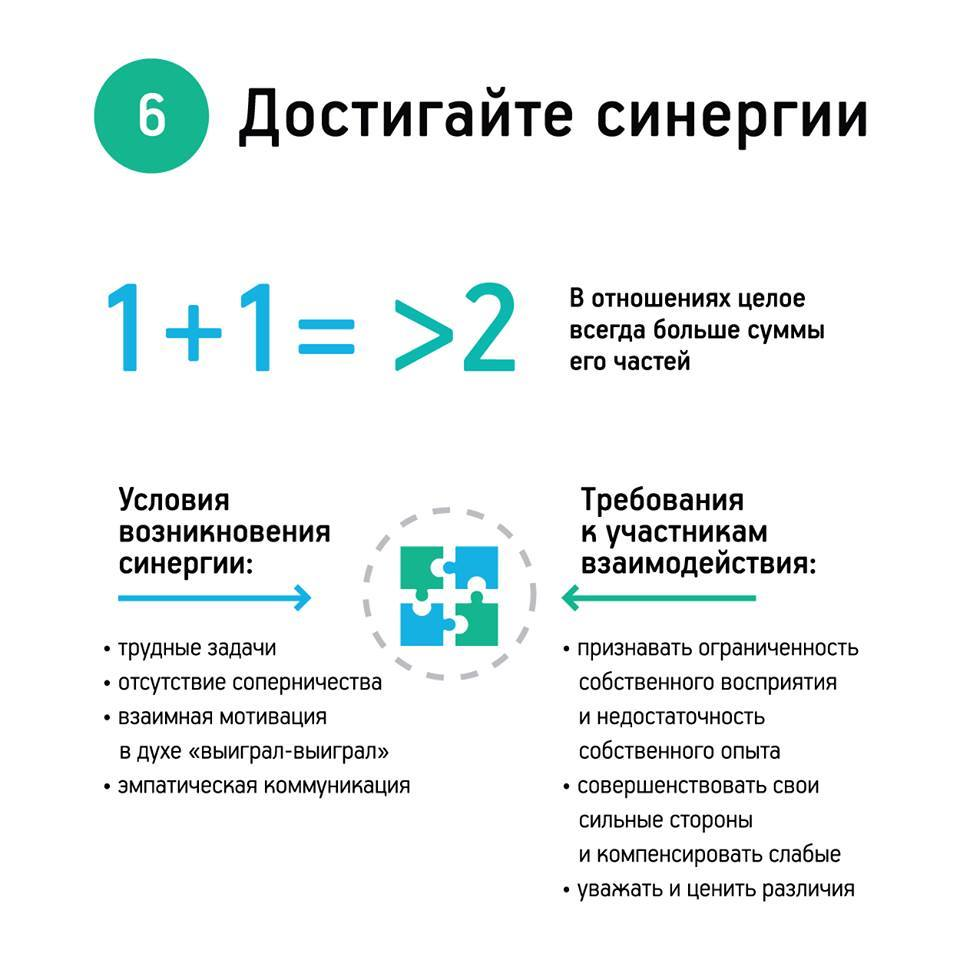 6
Достигайте синергии
1+1= >2
В отношениях целое
всегда больше суммы
его частей
Условия
возникновения
синергии:
• трудные задачи
• отсутствие соперничества
• взаимная мотивация
в духе «выиграл-выиграл»
• эмпатическая коммуникация
Требования
к участникам
взаимодействия:
• признавать ограниченность
собственного восприятия
и недостаточность
собственного опыта
• совершенствовать свои
сильные стороны
и компенсировать слабые
• уважать и ценить различия